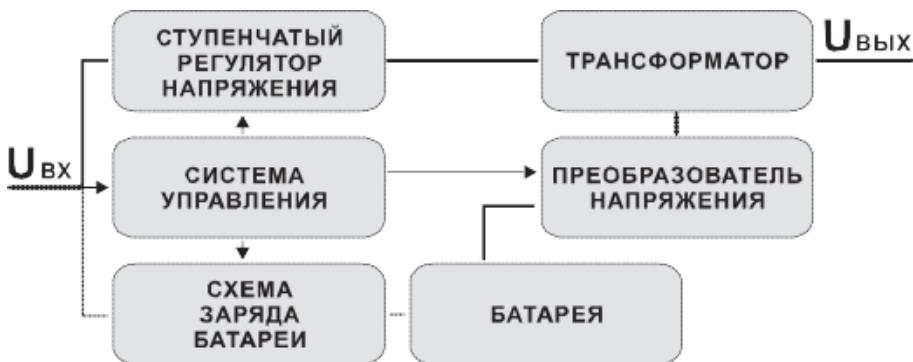 СТУПЕНЧАТЫЙ
РЕГУЛЯТОР
НАПРЯЖЕНИЯ
ТРАНСФОРМАТОР
Uвых
Uвх
СИСТЕМА
УПРАВЛЕНИЯ
ПРЕОБРАЗОВАТЕЛЬ
НАПРЯЖЕНИЯ
СХЕМА
ЗАРЯДА
БАТАРЕИ
БАТАРЕЯ